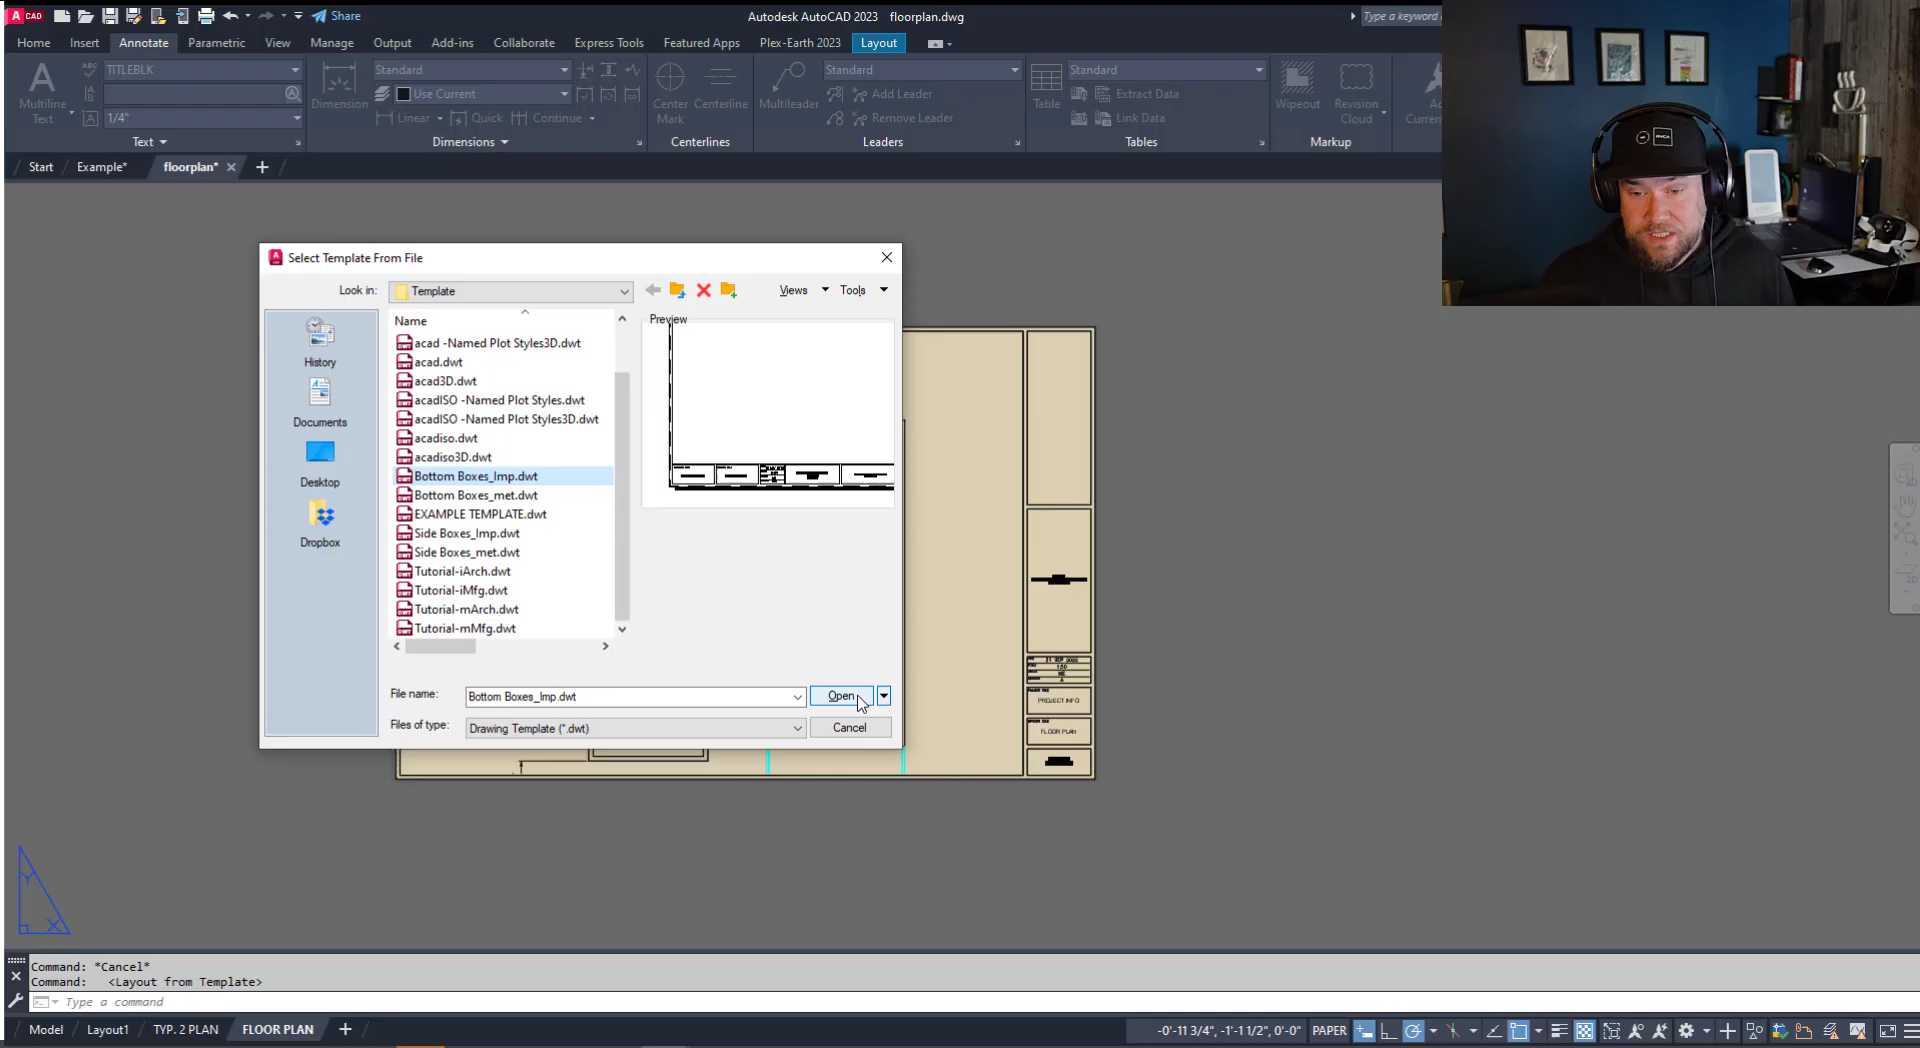 A CAD
Share
Autodesk AutoCAD 2023 floorplan.dwg
Type a keyword
Home Insert Annotate Parametric View Manage Output Add-ins Collaborate Express Tools Featured Apps Plex-Earth 2023 Layout
A
Multiline
Text
ABC
TITLEBLK
1/4"
Text
Dimension
Standard
Use Current
Linear Quick Continue
Dimensions
Center
Mark
Centerline
Centerlines
Multileader
Standard
Add Leader
Remove Leader
Leaders
Table
Standard
Extract Data
Link Data
Tables
Wipeout
Revision
Cloud
Markup
Start Example* floorplan*
Select Template From File
Look in: Template
Views Tools
History
Documents
Desktop
Dropbox
Name
acad -Named Plot Styles3D.dwt
acad.dwt
acad3D.dwt
acadISO -Named Plot Styles.dwt
acadISO -Named Plot Styles3D.dwt
acadiso.dwt
acadiso3D.dwt
Bottom Boxes_Imp.dwt
Bottom Boxes_met.dwt
EXAMPLE TEMPLATE.dwt
Side Boxes_Imp.dwt
Side Boxes_met.dwt
Tutorial-iArch.dwt
Tutorial-iMfg.dwt
Tutorial-mArch.dwt
Tutorial-mMfg.dwt
Preview
File name: Bottom Boxes_Imp.dwt Open
Files of type: Drawing Template (*.dwt) Cancel
PROJECT INFO
FLOOR PLAN
Y
X
Command: *Cancel*
Command: <Layout from Template>
Type a command
Model Layout1 TYP. 2 PLAN FLOOR PLAN
-0'-11 3/4", -1'-1 1/2", 0'-0" PAPER